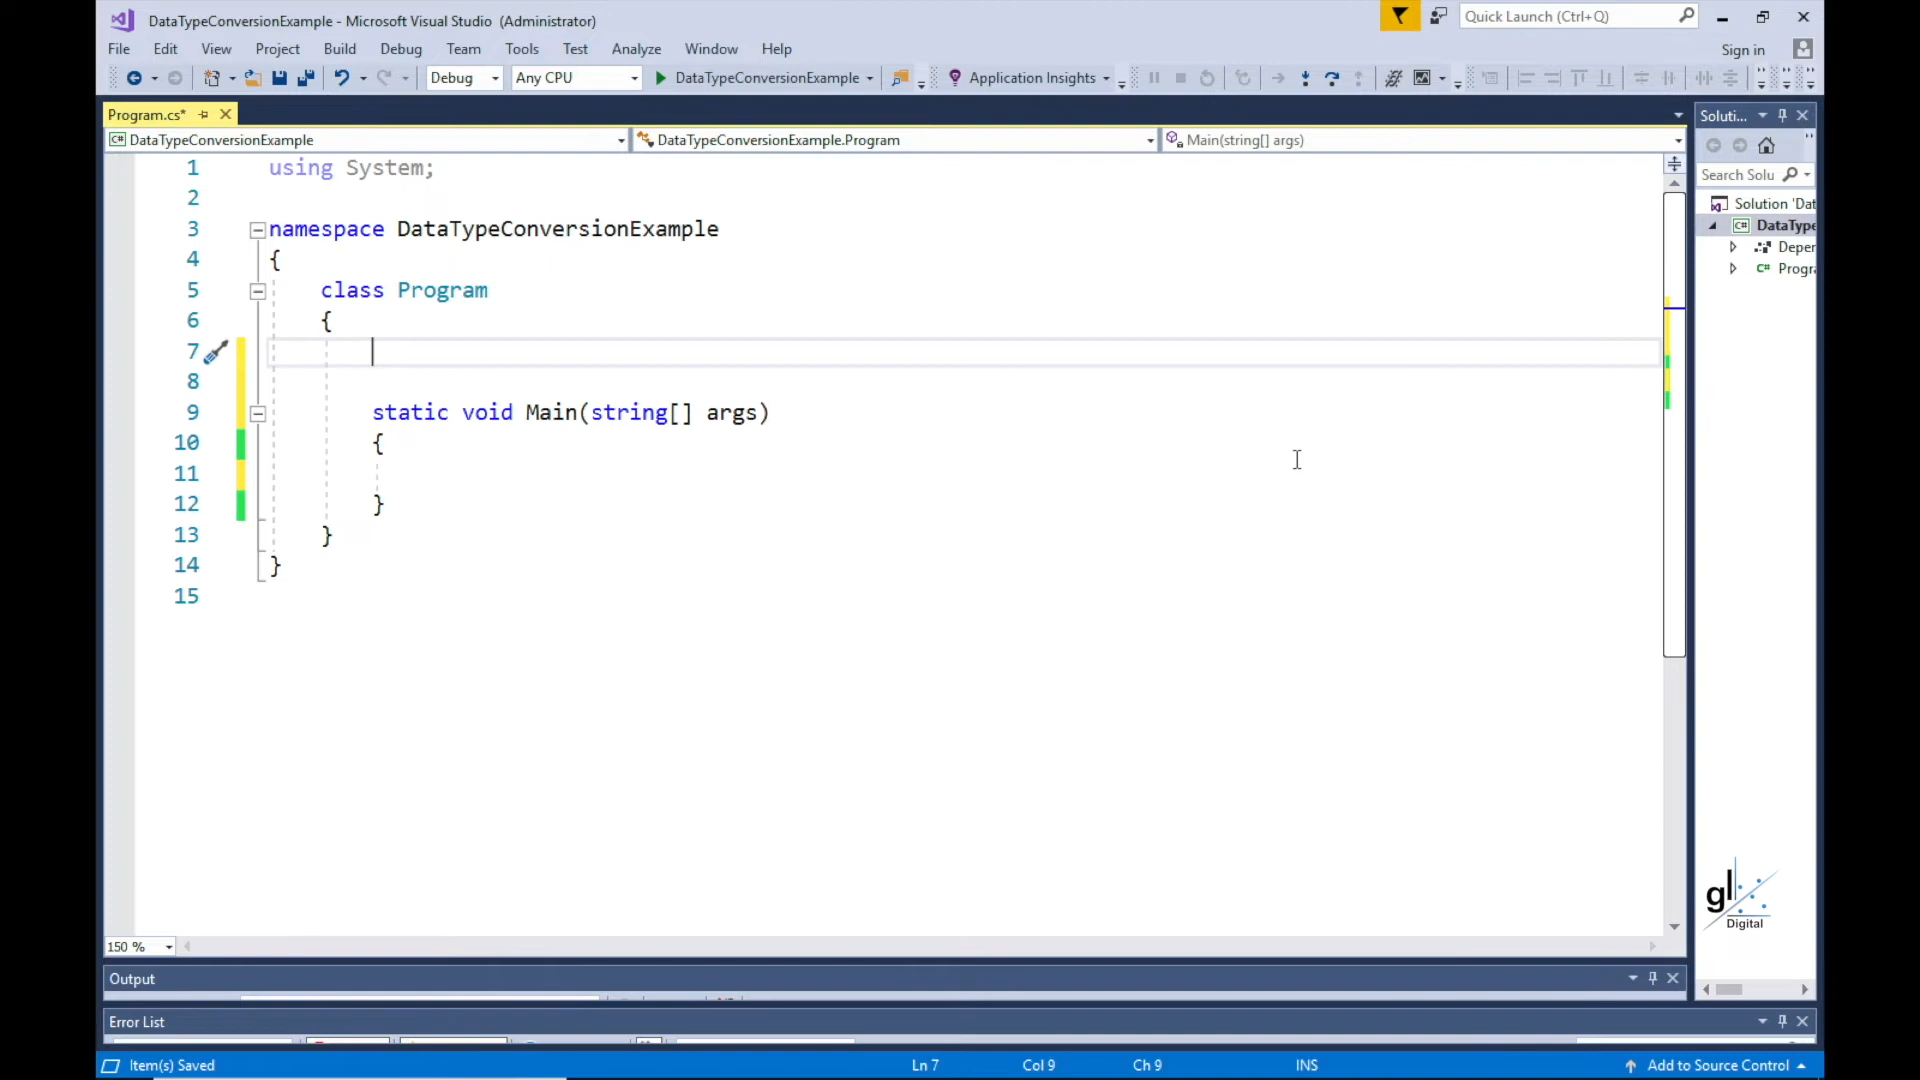 DataTypeConversionExample - Microsoft Visual Studio (Administrator)
Quick Launch (Ctrl+Q)
File Edit View Project Build Debug Team Tools Test Analyze Window Help
Sign in
Debug Any CPU DataTypeConversionExample Application Insights
Program.cs*
Soluti...
C# DataTypeConversionExample DataTypeConversionExample.Program Main(string[] args)
Search Solu
1 using System;
2
3 namespace DataTypeConversionExample
4 {
5 class Program
6 {
7
8
9 static void Main(string[] args)
10 {
11
12 }
13 }
14 }
15
Solution 'Dat
C# DataType
Deper
C# Progra
gl
Digital
150 %
Output
Error List
Item(s) Saved Ln 7 Col 9 Ch 9 INS Add to Source Control